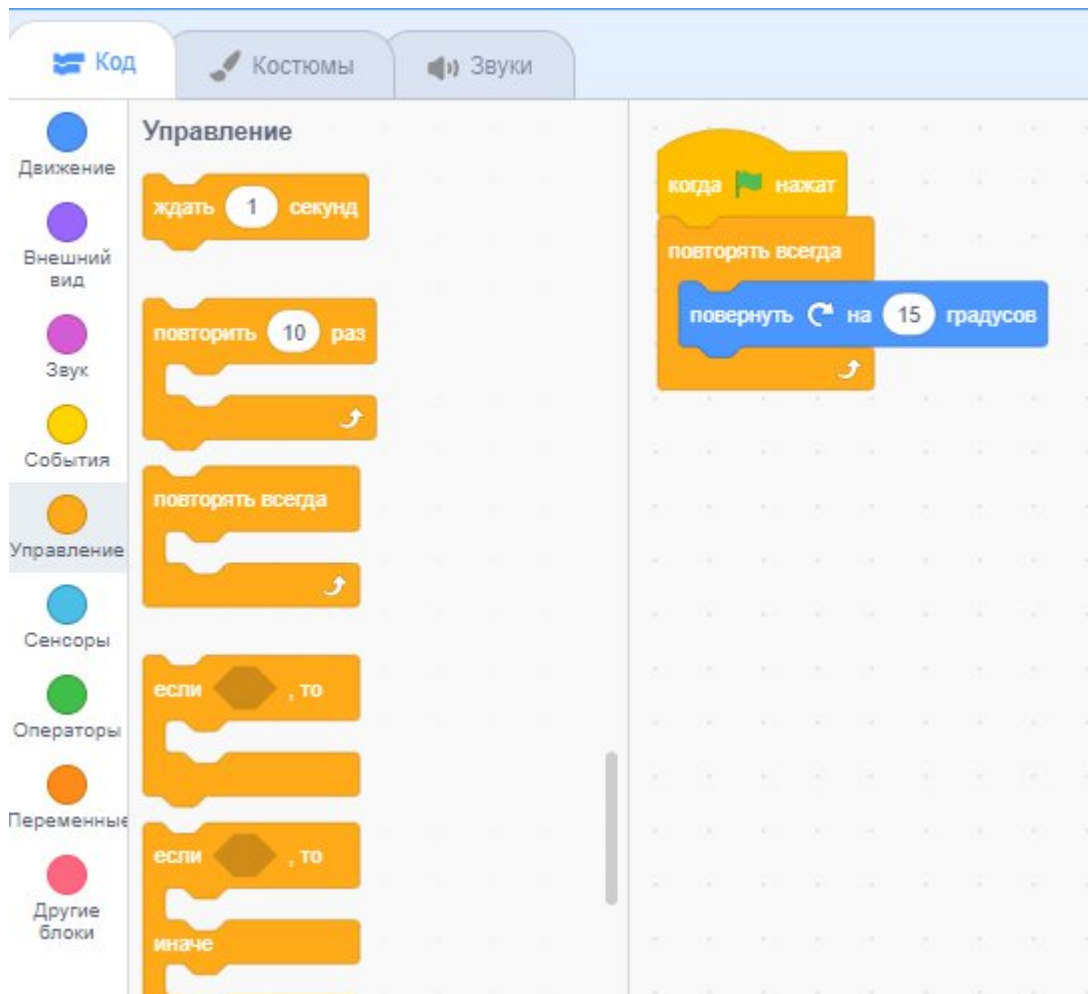 Код
Костюмы
Звуки
Движение
Внешний
вид
Звук
События
Управление
Сенсоры
Операторы
Переменные
Другие
блоки
Управление
ждать 1 секунд
повторить 10 раз
повторять всегда
если , то
если , то
иначе
когда нажат
повторять всегда
повернуть на 15 градусов